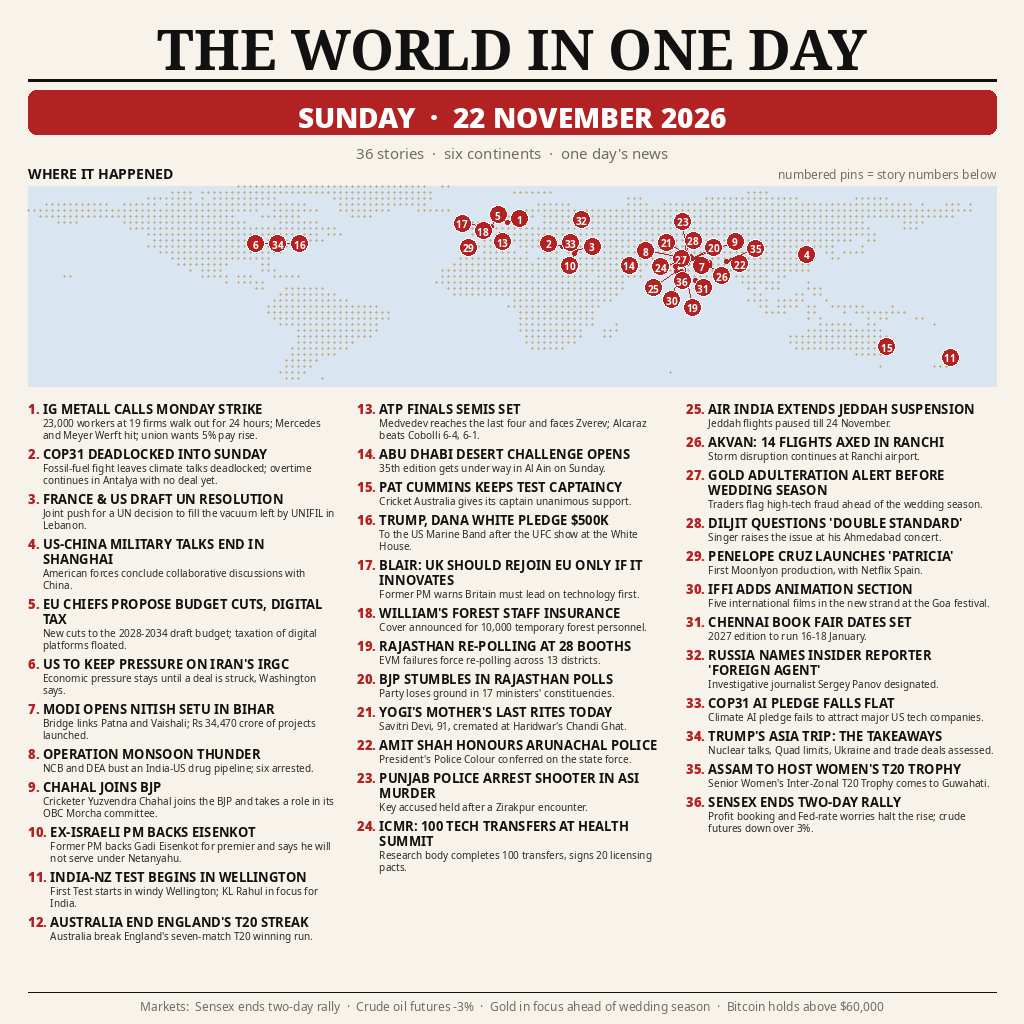 THE WORLD IN ONE DAY
SUNDAY · 22 NOVEMBER 2026
36 stories · six continents · one day's news
WHERE IT HAPPENED
numbered pins = story numbers below
23
5
1
32
17
18
28
9
13
21
20
35
6
34
16
29
2
33
3
8
27
4
10
14
24
7
22
26
36
25
31
30
19
15
11
1. IG METALL CALLS MONDAY STRIKE
23,000 workers at 19 firms walk out for 24 hours; Mercedes
and Meyer Werft hit; union wants 5% pay rise.
2. COP31 DEADLOCKED INTO SUNDAY
Fossil-fuel fight leaves climate talks deadlocked; overtime
continues in Antalya with no deal yet.
3. FRANCE & US DRAFT UN RESOLUTION
Joint push for a UN decision to fill the vacuum left by UNIFIL in
Lebanon.
4. US-CHINA MILITARY TALKS END IN
SHANGHAI
American forces conclude collaborative discussions with
China.
5. EU CHIEFS PROPOSE BUDGET CUTS, DIGITAL
TAX
New cuts to the 2028-2034 draft budget; taxation of digital
platforms floated.
6. US TO KEEP PRESSURE ON IRAN'S IRGC
Economic pressure stays until a deal is struck, Washington
says.
7. MODI OPENS NITISH SETU IN BIHAR
Bridge links Patna and Vaishali; Rs 34,470 crore of projects
launched.
8. OPERATION MONSOON THUNDER
NCB and DEA bust an India-US drug pipeline; six arrested.
9. CHAHAL JOINS BJP
Cricketer Yuzvendra Chahal joins the BJP and takes a role in its
OBC Morcha committee.
10. EX-ISRAELI PM BACKS EISENKOT
Former PM backs Gadi Eisenkot for premier and says he will
not serve under Netanyahu.
11. INDIA-NZ TEST BEGINS IN WELLINGTON
First Test starts in windy Wellington; KL Rahul in focus for
India.
12. AUSTRALIA END ENGLAND'S T20 STREAK
Australia break England's seven-match T20 winning run.
13. ATP FINALS SEMIS SET
Medvedev reaches the last four and faces Zverev; Alcaraz
beats Cobolli 6-4, 6-1.
14. ABU DHABI DESERT CHALLENGE OPENS
35th edition gets under way in Al Ain on Sunday.
15. PAT CUMMINS KEEPS TEST CAPTAINCY
Cricket Australia gives its captain unanimous support.
16. TRUMP, DANA WHITE PLEDGE $500K
To the US Marine Band after the UFC show at the White
House.
17. BLAIR: UK SHOULD REJOIN EU ONLY IF IT
INNOVATES
Former PM warns Britain must lead on technology first.
18. WILLIAM'S FOREST STAFF INSURANCE
Cover announced for 10,000 temporary forest personnel.
19. RAJASTHAN RE-POLLING AT 28 BOOTHS
EVM failures force re-polling across 13 districts.
20. BJP STUMBLES IN RAJASTHAN POLLS
Party loses ground in 17 ministers' constituencies.
21. YOGI'S MOTHER'S LAST RITES TODAY
Savitri Devi, 91, cremated at Haridwar's Chandi Ghat.
22. AMIT SHAH HONOURS ARUNACHAL POLICE
President's Police Colour conferred on the state force.
23. PUNJAB POLICE ARREST SHOOTER IN ASI
MURDER
Key accused held after a Zirakpur encounter.
24. ICMR: 100 TECH TRANSFERS AT HEALTH
SUMMIT
Research body completes 100 transfers, signs 20 licensing
pacts.
25. AIR INDIA EXTENDS JEDDAH SUSPENSION
Jeddah flights paused till 24 November.
26. AKVAN: 14 FLIGHTS AXED IN RANCHI
Storm disruption continues at Ranchi airport.
27. GOLD ADULTERATION ALERT BEFORE
WEDDING SEASON
Traders flag high-tech fraud ahead of the wedding season.
28. DILJIT QUESTIONS 'DOUBLE STANDARD'
Singer raises the issue at his Ahmedabad concert.
29. PENELOPE CRUZ LAUNCHES 'PATRICIA'
First Moonlyon production, with Netflix Spain.
30. IFFI ADDS ANIMATION SECTION
Five international films in the new strand at the Goa festival.
31. CHENNAI BOOK FAIR DATES SET
2027 edition to run 16-18 January.
32. RUSSIA NAMES INSIDER REPORTER
'FOREIGN AGENT'
Investigative journalist Sergey Panov designated.
33. COP31 AI PLEDGE FALLS FLAT
Climate AI pledge fails to attract major US tech companies.
34. TRUMP'S ASIA TRIP: THE TAKEAWAYS
Nuclear talks, Quad limits, Ukraine and trade deals assessed.
35. ASSAM TO HOST WOMEN'S T20 TROPHY
Senior Women's Inter-Zonal T20 Trophy comes to Guwahati.
36. SENSEX ENDS TWO-DAY RALLY
Profit booking and Fed-rate worries halt the rise; crude
futures down over 3%.
Markets: Sensex ends two-day rally · Crude oil futures -3% · Gold in focus ahead of wedding season · Bitcoin holds above $60,000